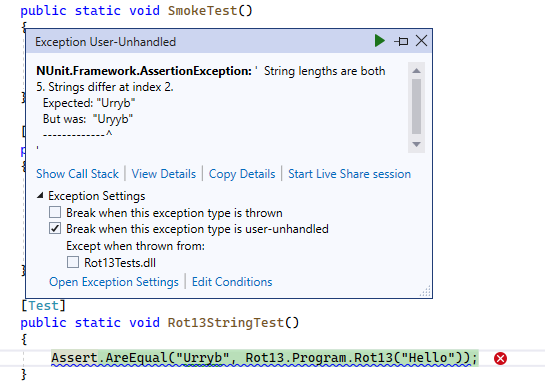 public static void SmokeTest()
{
Exception User-Unhandled
NUnit.Framework.AssertionException: '  String lengths are both
5. Strings differ at index 2.
Expected: "Urryb"
But was:  "Uryyb"
-------------^
'
Show Call Stack | View Details | Copy Details | Start Live Share session
Exception Settings
Break when this exception type is thrown
Break when this exception type is user-unhandled
Except when thrown from:
Rot13Tests.dll
Open Exception Settings | Edit Conditions
}
[
p
{
}
[Test]
public static void Rot13StringTest()
{
Assert.AreEqual("Urryb", Rot13.Program.Rot13("Hello"));
}